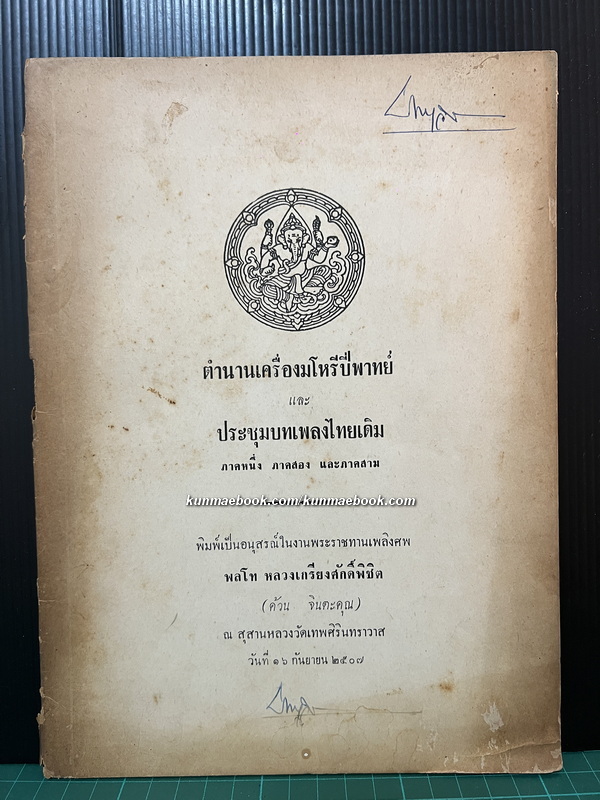 ตำนานเครื่องมโหรีปี่พาทย์
และ
ประชุมบทเพลงไทยเดิม
ภาคหนึ่ง ภาคสอง และภาคสาม
kunmaebook.com/kunmaebook.com
พิมพ์เป็นอนุสรณ์ในงานพระราชทานเพลิงศพ
พลโท หลวงเกรียงศักดิ์พิชิต
(ด้วน จินตะคุณ)
ณ สุสานหลวงวัดเทพศิรินทราวาส
วันที่ ๑๖ กันยายน ๒๕๐๗